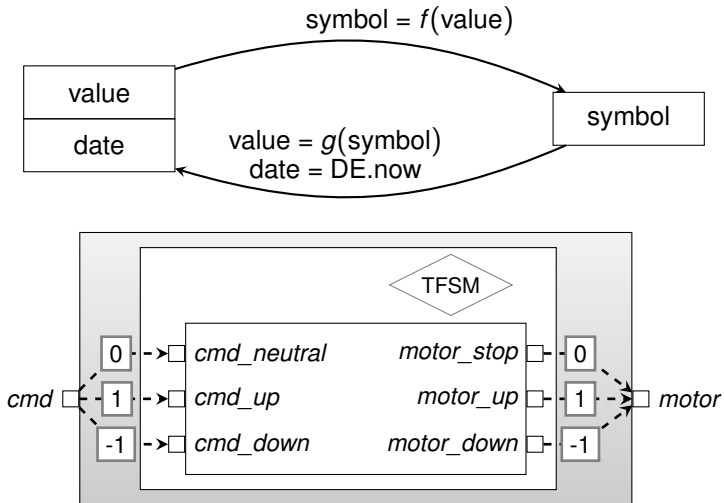 symbol = f(value)
value
date
symbol
value = g(symbol)
date = DE.now
TFSM
0 cmd_neutral motor_stop 0
cmd 1 cmd_up motor_up 1 motor
-1 cmd_down motor_down -1